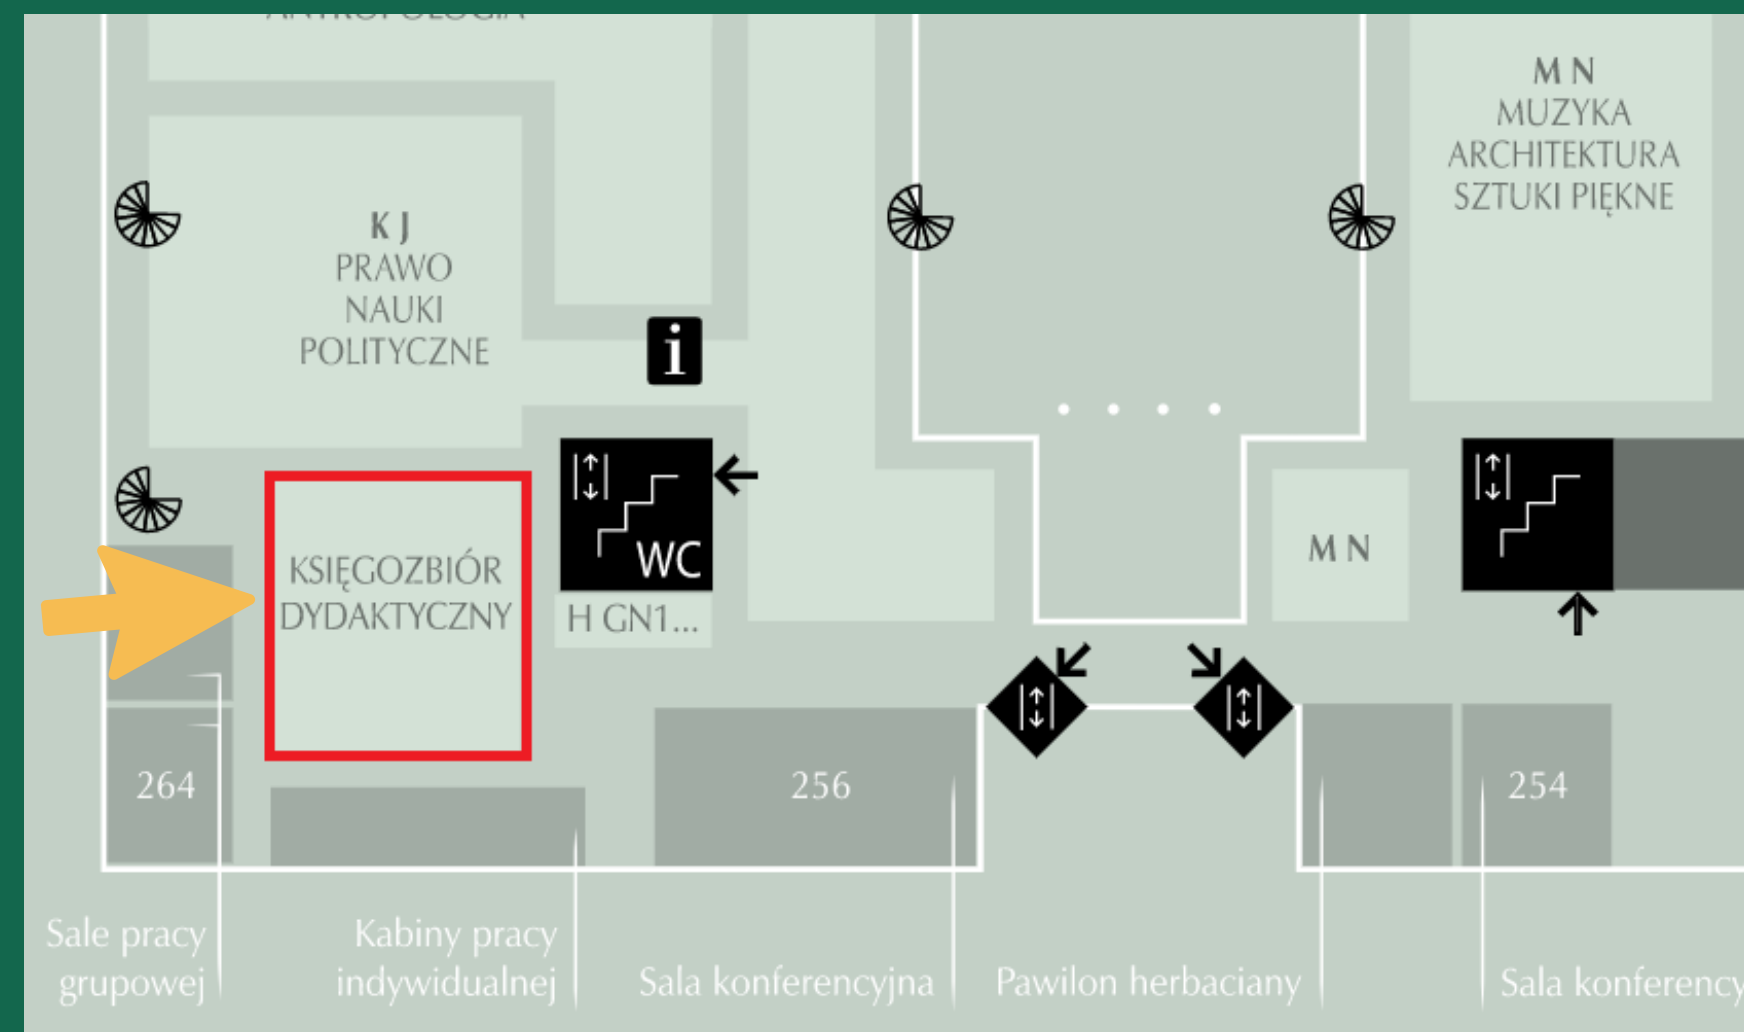 ANTROPOLOGIA
M N
MUZYKA
ARCHITEKTURA
SZTUKI PIĘKNE
K J
PRAWO
NAUKI
POLITYCZNE
i
WC
H GN1...
KSIĘGOZBIÓR
DYDAKTYCZNY
M N
264
256
254
Sale pracy
grupowej
Kabiny pracy
indywidualnej
Sala konferencyjna
Pawilon herbaciany
Sala konferency